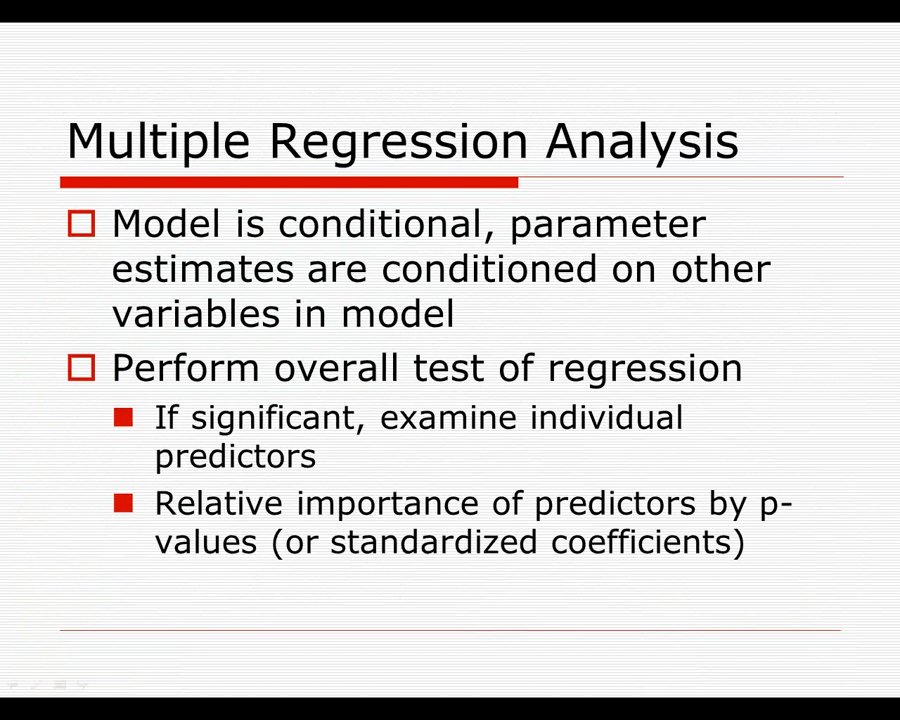 Multiple Regression Analysis
Model is conditional, parameter
estimates are conditioned on other
variables in model
Perform overall test of regression
If significant, examine individual
predictors
Relative importance of predictors by p-
values (or standardized coefficients)